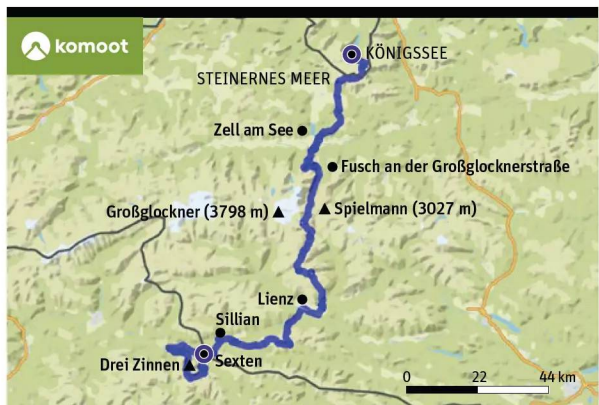 komoot
KÖNIGSSEE
STEINERNES MEER
Zell am See
Fusch an der Großglocknerstraße
Großglockner (3798 m)
Spielmann (3027 m)
Lienz
Sillian
Sexten
Drei Zinnen
0 22 44 km